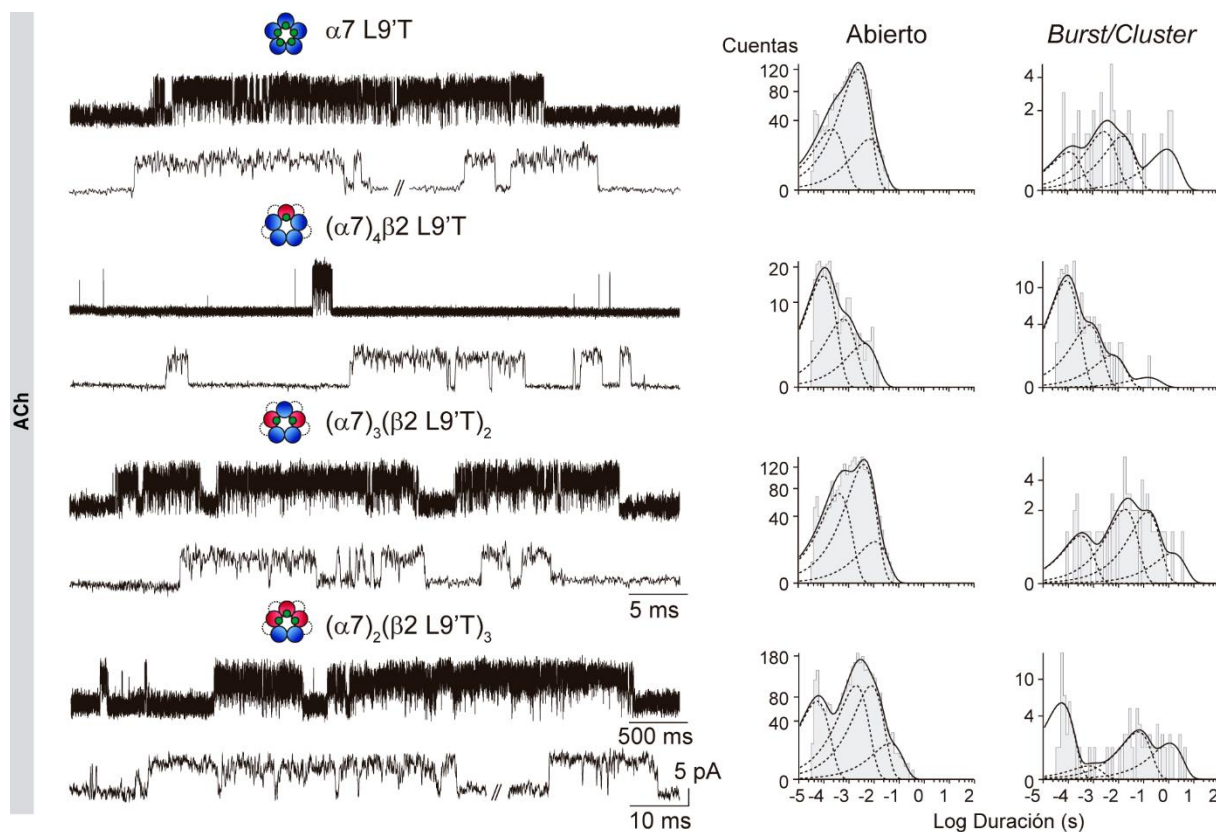 ACh
α7 L9'T
(α7)₄β2 L9'T
(α7)₃(β2 L9'T)₂
5 ms
(α7)₂(β2 L9'T)₃
500 ms
5 pA
10 ms
//
//
Abierto
Burst/Cluster
Cuentas
120
80
40
0
4
2
0
20
10
0
10
4
0
120
80
40
0
4
2
0
180
80
40
0
10
4
0
-5 -4 -3 -2 -1 0 1 2
-5 -4 -3 -2 -1 0 1 2
Log Duración (s)